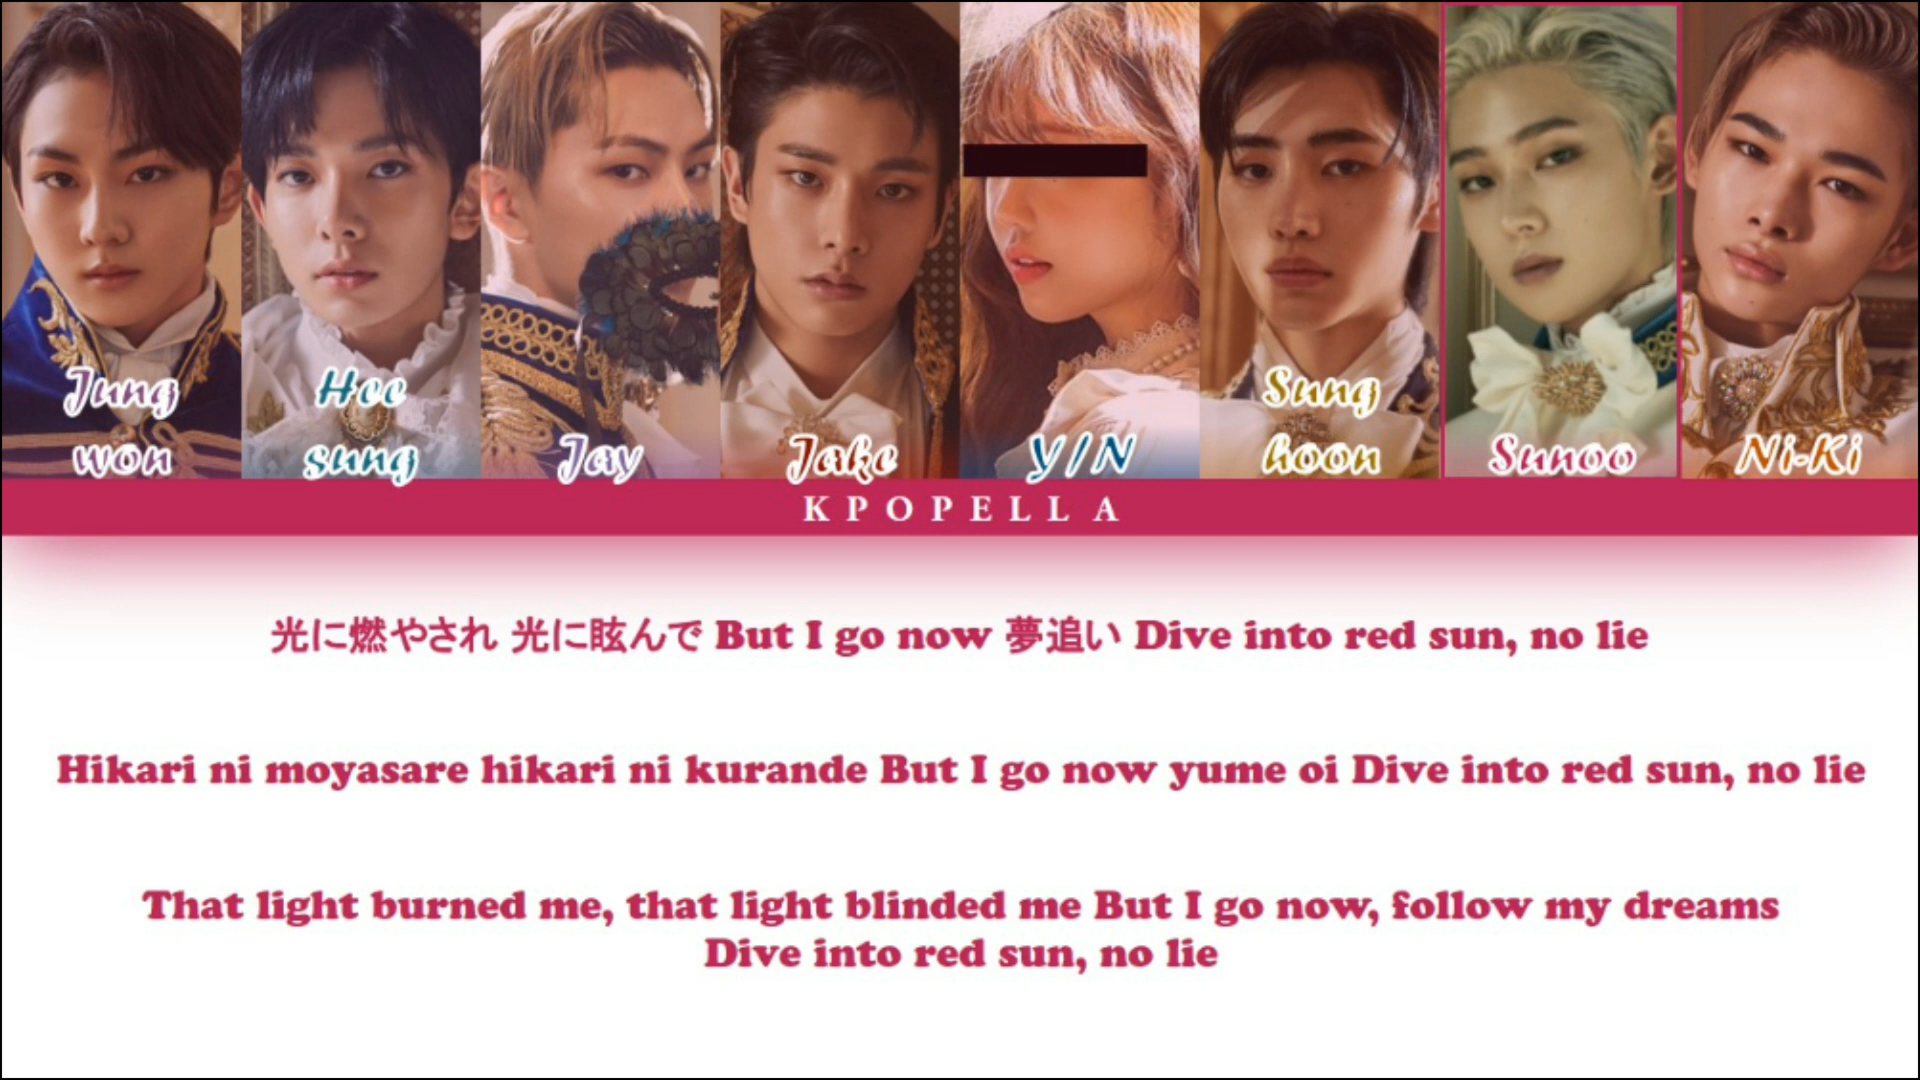 Jung
won
Hee
sung
Jay
Jake
Y/N
Sung
hoon
Sunoo
Ni-Ki
KPOPELLA
光に燃やされ 光に眩んで But I go now 夢追い Dive into red sun, no lie
Hikari ni moyasare hikari ni kurande But I go now yume oi Dive into red sun, no lie
That light burned me, that light blinded me But I go now, follow my dreams
Dive into red sun, no lie